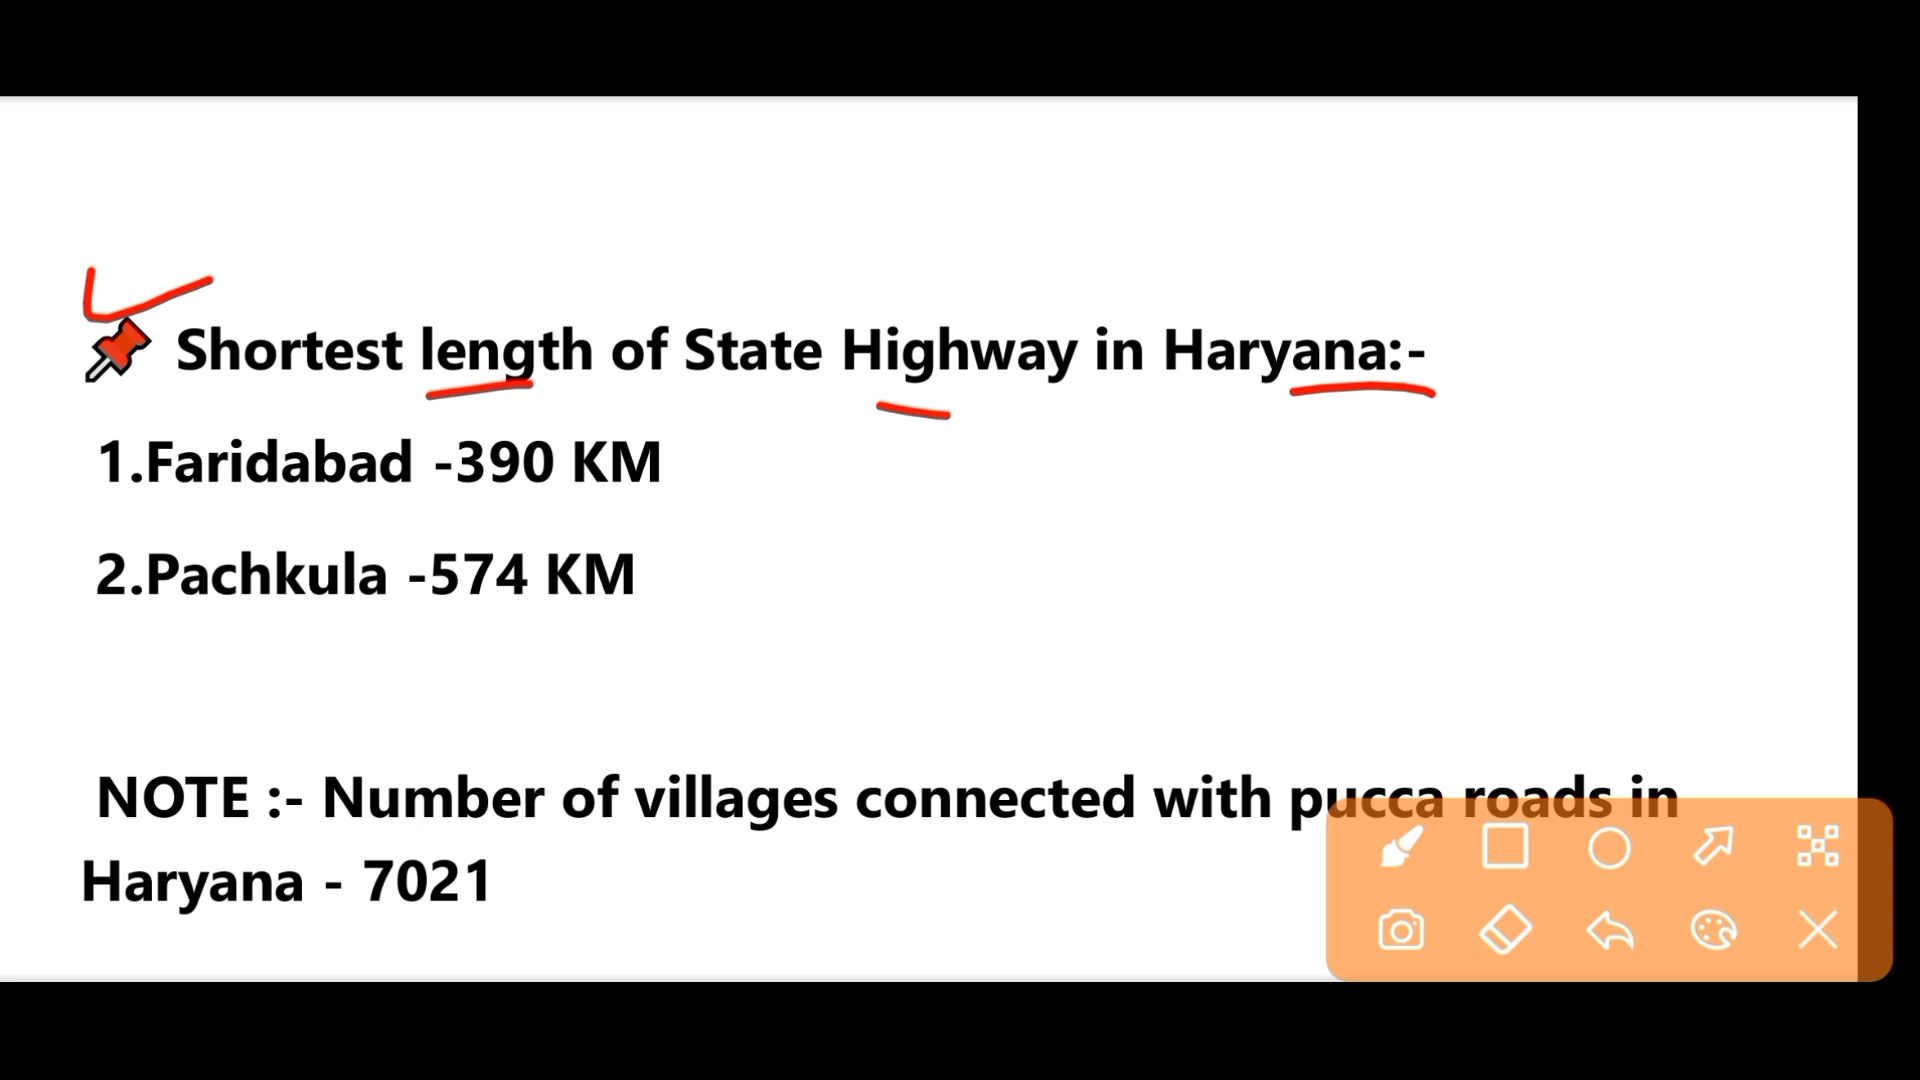 Shortest length of State Highway in Haryana:-
1.Faridabad -390 KM
2.Pachkula -574 KM
NOTE :- Number of villages connected with pucca roads in
Haryana - 7021